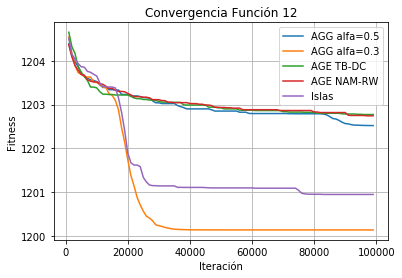 Convergencia Función 12
AGG alfa=0.5
AGG alfa=0.3
AGE TB-DC
AGE NAM-RW
Islas
Fitness
1204
1203
1202
1201
1200
0
20000
40000
60000
80000
100000
Iteración